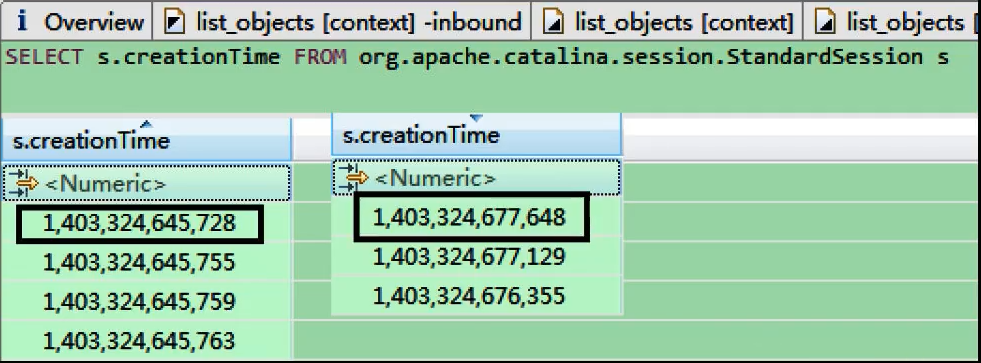 i Overview list_objects [context] -inbound list_objects [context] list_objects [
SELECT s.creationTime FROM org.apache.catalina.session.StandardSession s
s.creationTime s.creationTime
<Numeric> <Numeric>
1,403,324,645,728 1,403,324,677,648
1,403,324,645,755 1,403,324,677,129
1,403,324,645,759 1,403,324,676,355
1,403,324,645,763